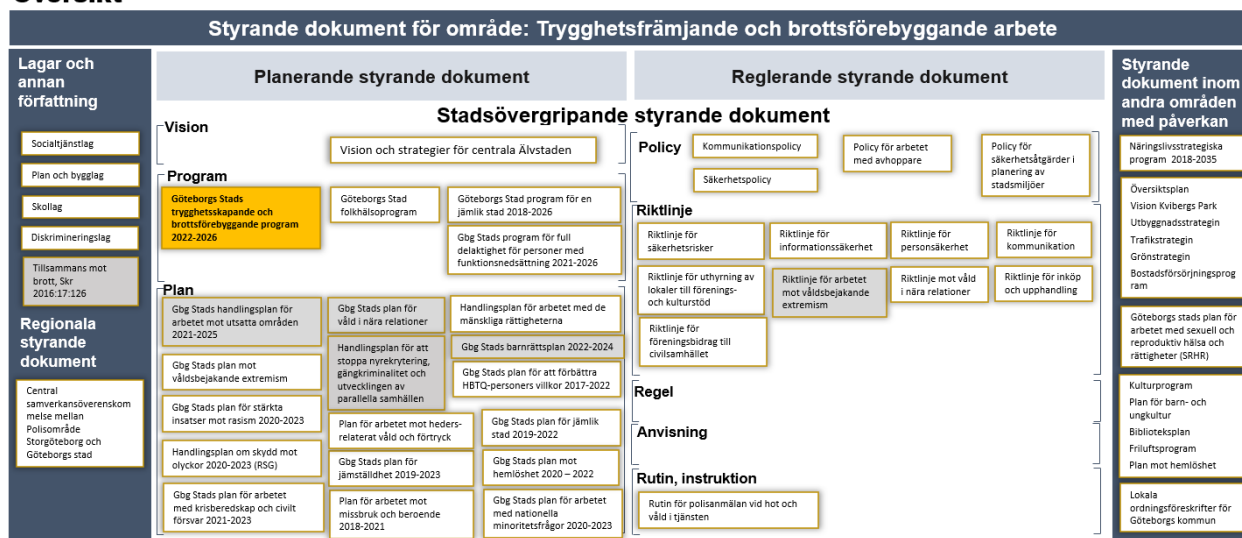 Översikt
Styrande dokument för område: Trygghetsfrämjande och brottsförebyggande arbete
Lagar och
annan
författning
Socialtjänstlag
Plan och bygglag
Skollag
Diskrimineringslag
Tillsammans mot
brott, Skr
2016:17:126
Regionala
styrande
dokument
Central
samverkansöverenskom
melse mellan
Polisområde
Storgöteborg och
Göteborgs stad
Planerande styrande dokument
Reglerande styrande dokument
Stadsövergripande styrande dokument
Vision
Vision och strategier för centrala Älvstaden
Program
Göteborgs Stads
trygghetsskapande och
brottsförebyggande program
2022-2026
Göteborgs Stad
folkhälsoprogram
Göteborgs Stad program för en
jämlik stad 2018-2026
Gbg Stads program för full
delaktighet för personer med
funktionsnedsättning 2021-2026
Plan
Gbg Stads handlingsplan för
arbetet mot utsatta områden
2021-2025
Gbg Stads plan mot
våldsbejakande extremism
Gbg Stads plan för stärkta
insatser mot rasism 2020-2023
Handlingsplan om skydd mot
olyckor 2020-2023 (RSG)
Gbg Stads plan för arbetet
med krisberedskap och civilt
försvar 2021-2023
Gbg Stads plan för
våld i nära relationer
Handlingsplan för att
stoppa nyrekrytering,
gängkriminalitet och
utvecklingen av
parallella samhällen
Plan för arbetet mot heders-
relaterat våld och förtryck
Gbg Stads plan för
jämställdhet 2019-2023
Plan för arbetet mot
missbruk och beroende
2018-2021
Handlingsplan för arbetet med de
mänskliga rättigheterna
Gbg Stads barnrättsplan 2022-2024
Gbg Stads plan för att förbättra
HBTQ-personers villkor 2017-2022
Gbg Stads plan för jämlik
stad 2019-2022
Gbg Stads plan mot
hemlöshet 2020 – 2022
Gbg Stads plan för arbetet
med nationella
minoritetsfrågor 2020-2023
Policy
Kommunikationspolicy
Säkerhetspolicy
Policy för arbetet
med avhoppare
Policy för
säkerhetsåtgärder i
planering av
stadsmiljöer
Riktlinje
Riktlinje för
säkerhetsrisker
Riktlinje för
informationssäkerhet
Riktlinje för
personsäkerhet
Riktlinje för
kommunikation
Riktlinje för uthyrning av
lokaler till förenings-
och kulturstöd
Riktlinje för arbetet
mot våldsbejakande
extremism
Riktlinje mot våld
i nära relationer
Riktlinje för inköp
och upphandling
Riktlinje för
föreningsbidrag till
civilsamhället
Regel
Anvisning
Rutin, instruktion
Rutin för polisanmälan vid hot och
våld i tjänsten
Styrande
dokument inom
andra områden
med påverkan
Näringslivsstrategiska
program 2018-2035
Översiktsplan
Vision Kvibergs Park
Utbyggnadsstrategin
Trafikstrategin
Grönstrategin
Bostadsförsörjningsprog
ram
Göteborgs stads plan för
arbetet med sexuell och
reproduktiv hälsa och
rättigheter (SRHR)
Kulturprogram
Plan för barn- och
ungkultur
Biblioteksplan
Friluftsprogram
Plan mot hemlöshet
Lokala
ordningsföreskrifter för
Göteborgs kommun